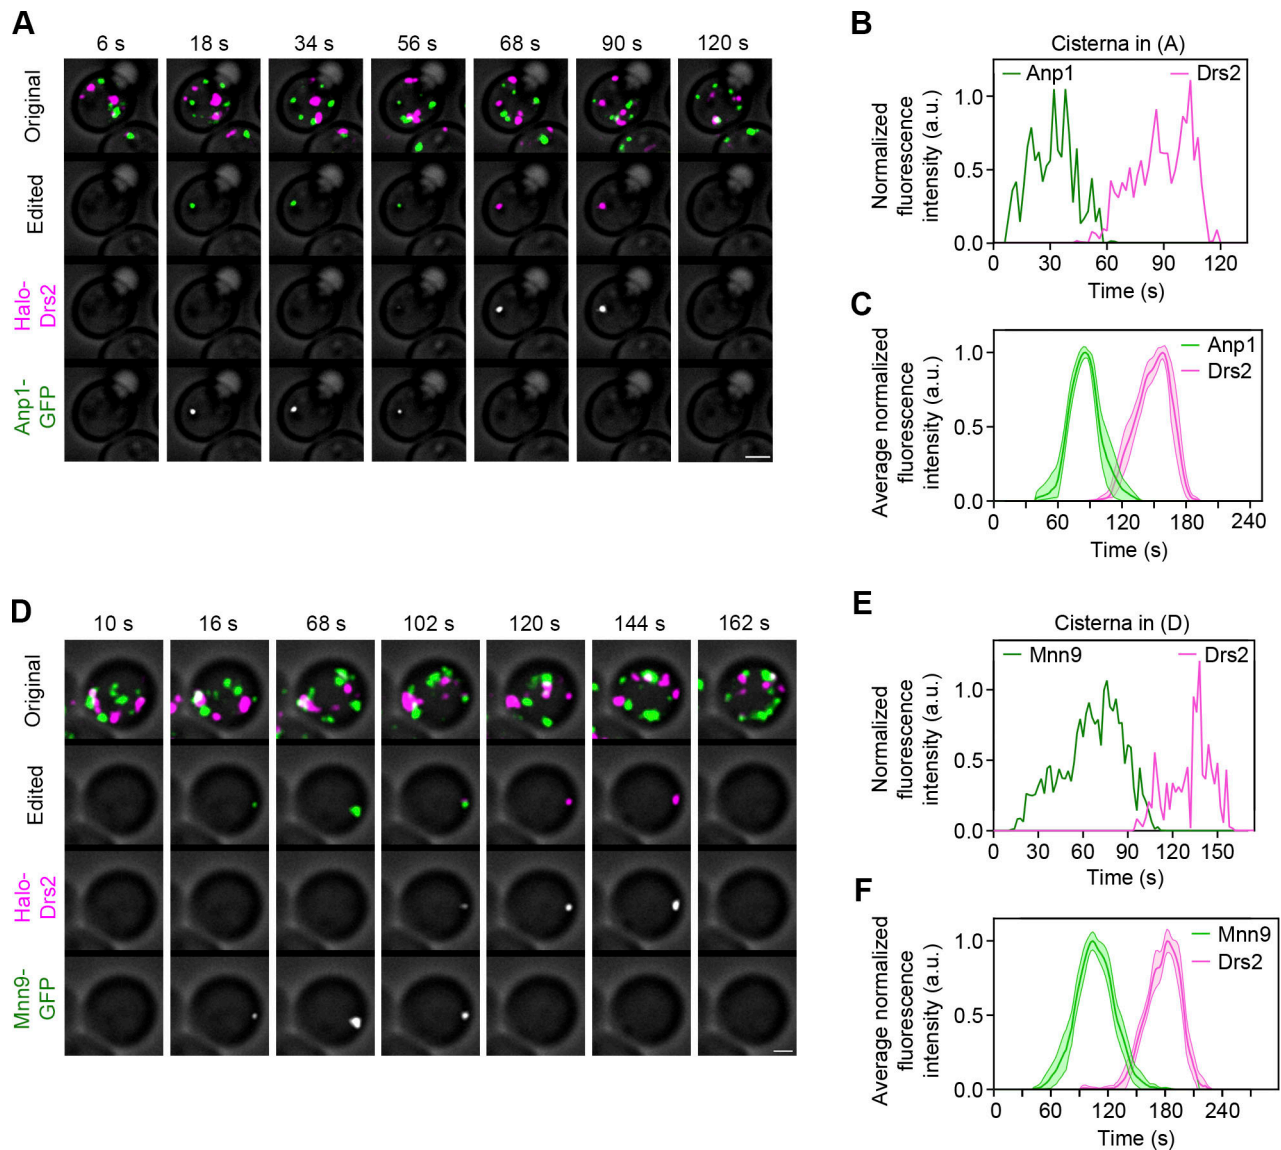 A
6 s 18 s 34 s 56 s 68 s 90 s 120 s
Original
Edited
Halo-
Drs2
Anp1-
GFP
B
Cisterna in (A)
Anp1 Drs2
Normalized
fluorescence
intensity (a.u.)
1.0
0.5
0.0
0 30 60 90 120
Time (s)
C
Anp1
Drs2
Average normalized
fluorescence
intensity (a.u.)
1.0
0.5
0.0
0 60 120 180 240
Time (s)
D
10 s 16 s 68 s 102 s 120 s 144 s 162 s
Original
Edited
Halo-
Drs2
Mnn9-
GFP
E
Cisterna in (D)
Mnn9 Drs2
Normalized
fluorescence
intensity (a.u.)
1.0
0.5
0.0
0 30 60 90 120 150
Time (s)
F
Mnn9
Drs2
Average normalized
fluorescence
intensity (a.u.)
1.0
0.5
0.0
0 60 120 180 240
Time (s)